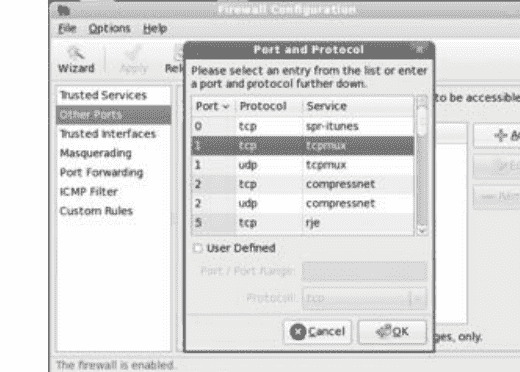 Firewall Configuration
File Options Help
Wizard Apply Rel
Trusted Services
Other Ports
Trusted Interfaces
Masquerading
Port Forwarding
ICMP Filter
Custom Rules
Port and Protocol
Please select an entry from the list or enter
a port and protocol further down.
Port Protocol Service
0 tcp spr-itunes
1 tcp tcpmux
1 udp tcpmux
2 tcp compressnet
2 udp compressnet
5 tcp rje
User Defined
Port / Port Range:
Protocol: tcp
Cancel OK
to be accessible
ges, only.
The firewall is enabled.